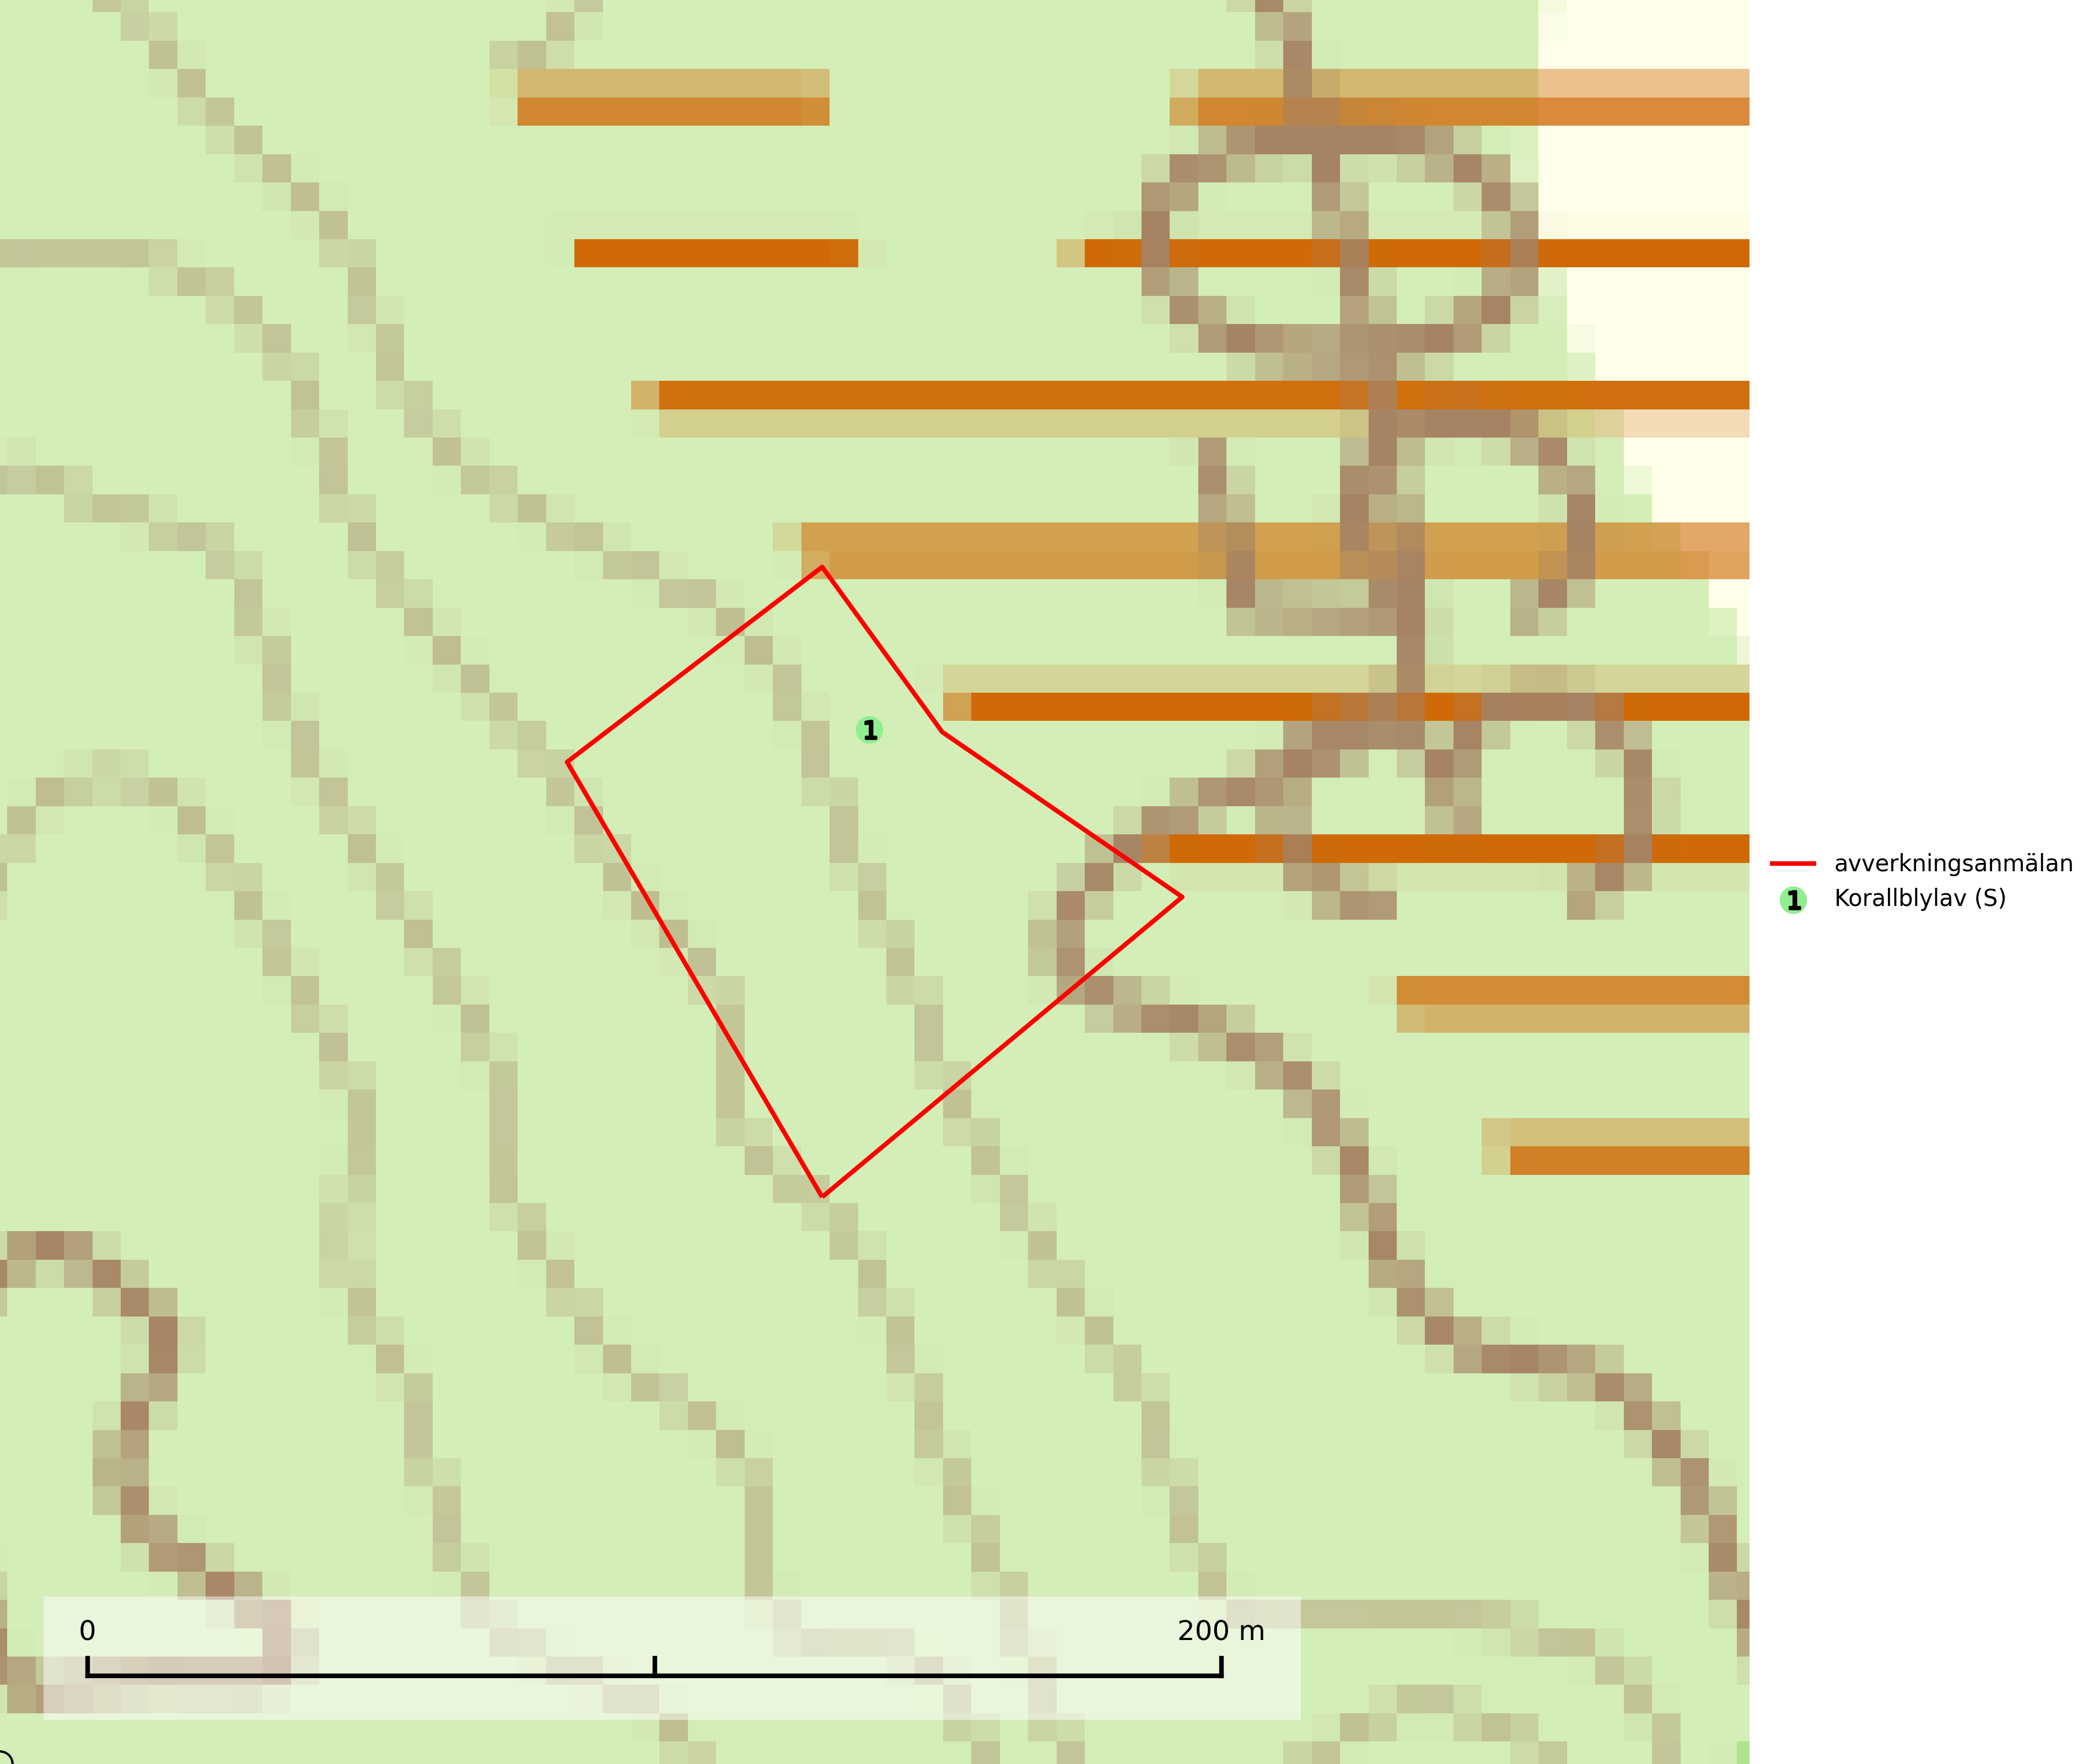 1
avverkningsanmälan
1 Korallblylav (S)
0 200 m